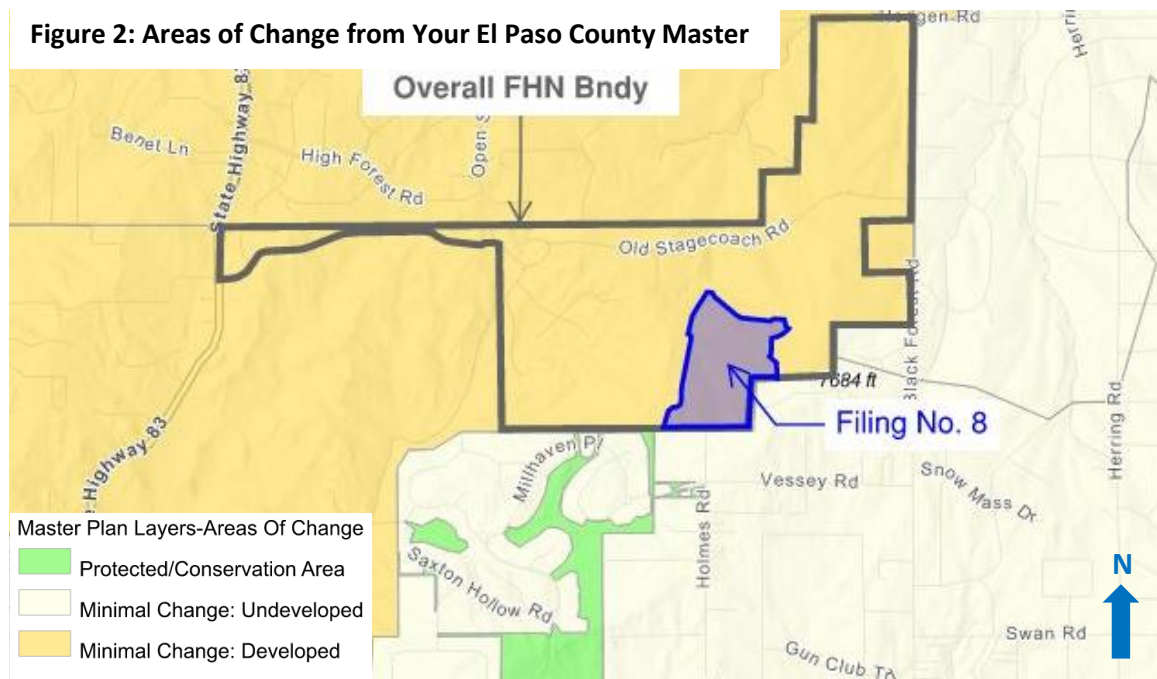 Figure 2: Areas of Change from Your El Paso County Master
Overall FHN Bndy
Benet Ln
State Highway 83
High Forest Rd
Old Stagecoach Rd
Black Forest Rd
7684 ft
Filing No. 8
Highway 83
Millhaven Pl
Vessey Rd
Snow Mass Dr
Herring Rd
Holmes Rd
Saxton Hollow Rd
Swan Rd
Gun Club
Master Plan Layers-Areas Of Change
Protected/Conservation Area
Minimal Change: Undeveloped
Minimal Change: Developed
N